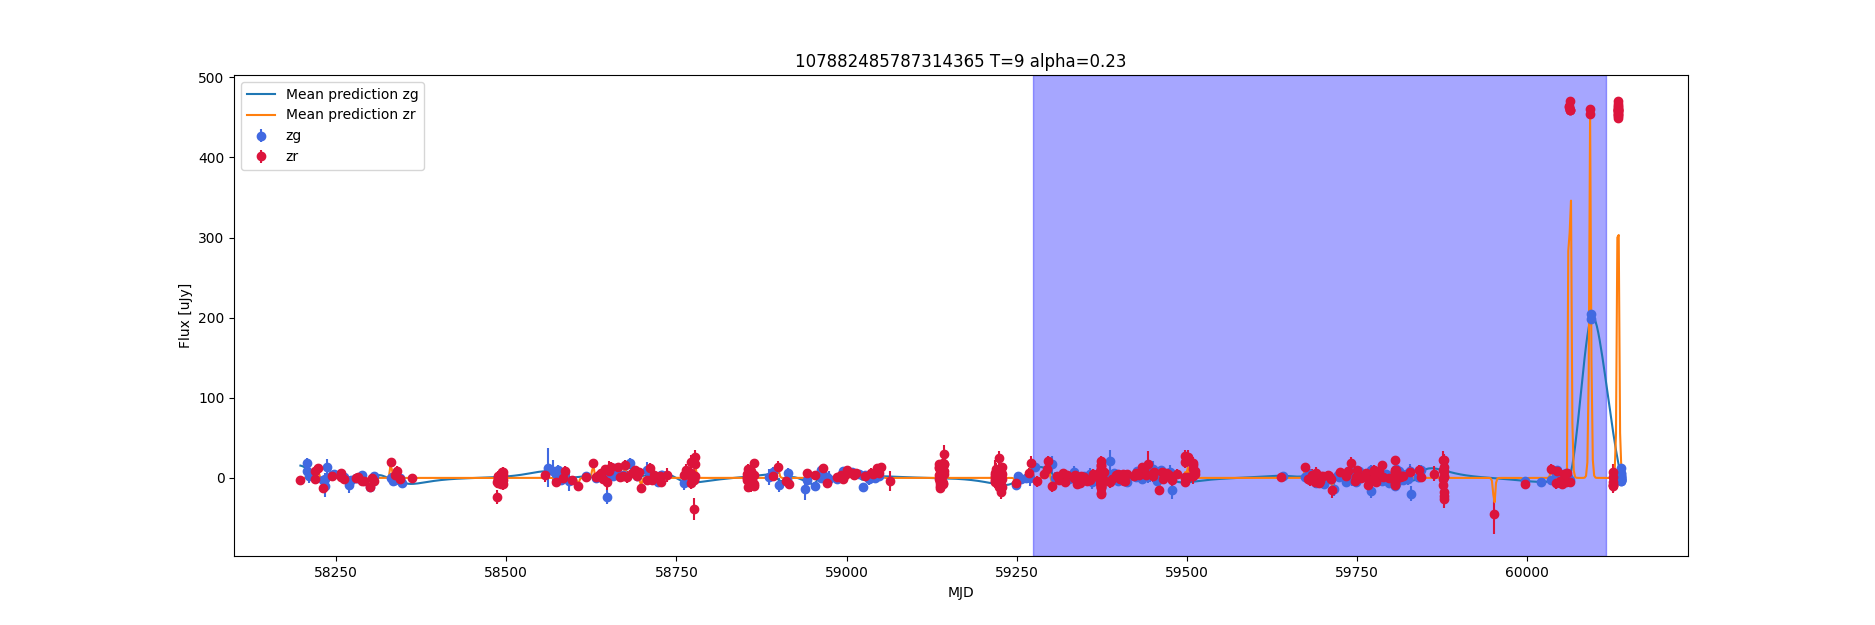 107882485787314365 T=9 alpha=0.23
500
400
300
200
100
0
Flux [uJy]
Mean prediction zg
Mean prediction zr
zg
zr
58250 58500 58750 59000 59250 59500 59750 60000
MJD